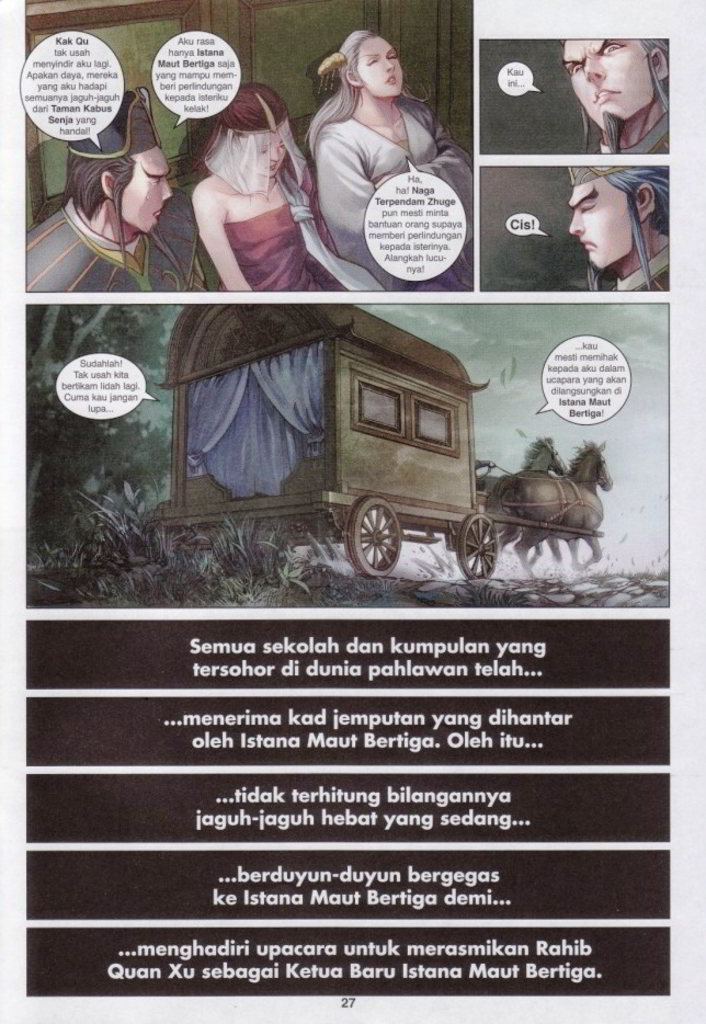 Kak Qu
tak usah
menyindir aku lagi.
Apakan daya, mereka
yang aku hadapi
semuanya jaguh-jaguh
dari Taman Kabus
Senja yang
handal!
Aku rasa
hanya Istana
Maut Bertiga saja
yang mampu mem-
beri perlindungan
kepada isteriku
kelak!
Ha,
ha! Naga
Terpendam Zhuge
pun mesti minta
bantuan orang supaya
memberi perlindungan
kepada isterinya.
Alangkah lucu-
nya!
Kau
ini...
Cis!
Sudahlah!
Tak usah kita
bertikam lidah lagi.
Cuma kau jangan
lupa...
...kau
mesti memihak
kepada aku dalam
ucapara yang akan
dilangsungkan di
Istana Maut
Bertiga!
Semua sekolah dan kumpulan yang
tersohor di dunia pahlawan telah...
...menerima kad jemputan yang dihantar
oleh Istana Maut Bertiga. Oleh itu...
...tidak terhitung bilangannya
jaguh-jaguh hebat yang sedang...
...berduyun-duyun bergegas
ke Istana Maut Bertiga demi...
...menghadiri upacara untuk merasmikan Rahib
Quan Xu sebagai Ketua Baru Istana Maut Bertiga.
27